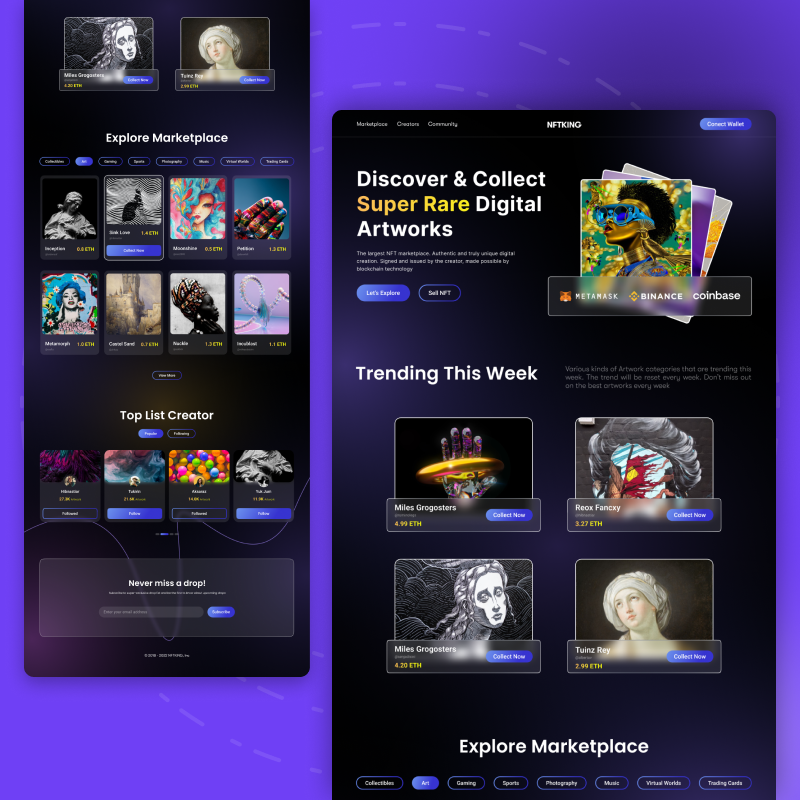 Miles Grogosters
4.20 ETH
Collect Now
Tuinz Rey
2.99 ETH
Collect Now
Explore Marketplace
Collectibles Art Gaming Sports Photography Music Virtual Worlds Trading Cards
Inception 0.8 ETH
Sink Love 1.4 ETH
Collect Now
Moonshine 0.5 ETH
Petition 1.3 ETH
Metamorph 1.0 ETH
Castel Sand 0.7 ETH
Nuckle 1.3 ETH
Incublast 1.1 ETH
View More
Top List Creator
Popular Following
Followed
Follow
Followed
Follow
Never miss a drop!
Enter your email address
Subscribe
© 2019 - 2022 NFTKING, Inc
Marketplace Creators Community
NFTKING
Conect Wallet
Discover & Collect
Super Rare Digital
Artworks
The largest NFT marketplace. Authentic and truly unique digital
creation. Signed and issued by the creator, made possible by
blockchain technology
Let's Explore Sell NFT
METAMASK BINANCE coinbase
Trending This Week
Various kinds of Artwork categories that are trending this
week. The trend will be reset every week. Don't miss out
on the best artworks every week
Miles Grogosters
4.99 ETH
Collect Now
Reox Fancxy
3.27 ETH
Collect Now
Miles Grogosters
4.20 ETH
Collect Now
Tuinz Rey
2.99 ETH
Collect Now
Explore Marketplace
Collectibles Art Gaming Sports Photography Music Virtual Worlds Trading Cards